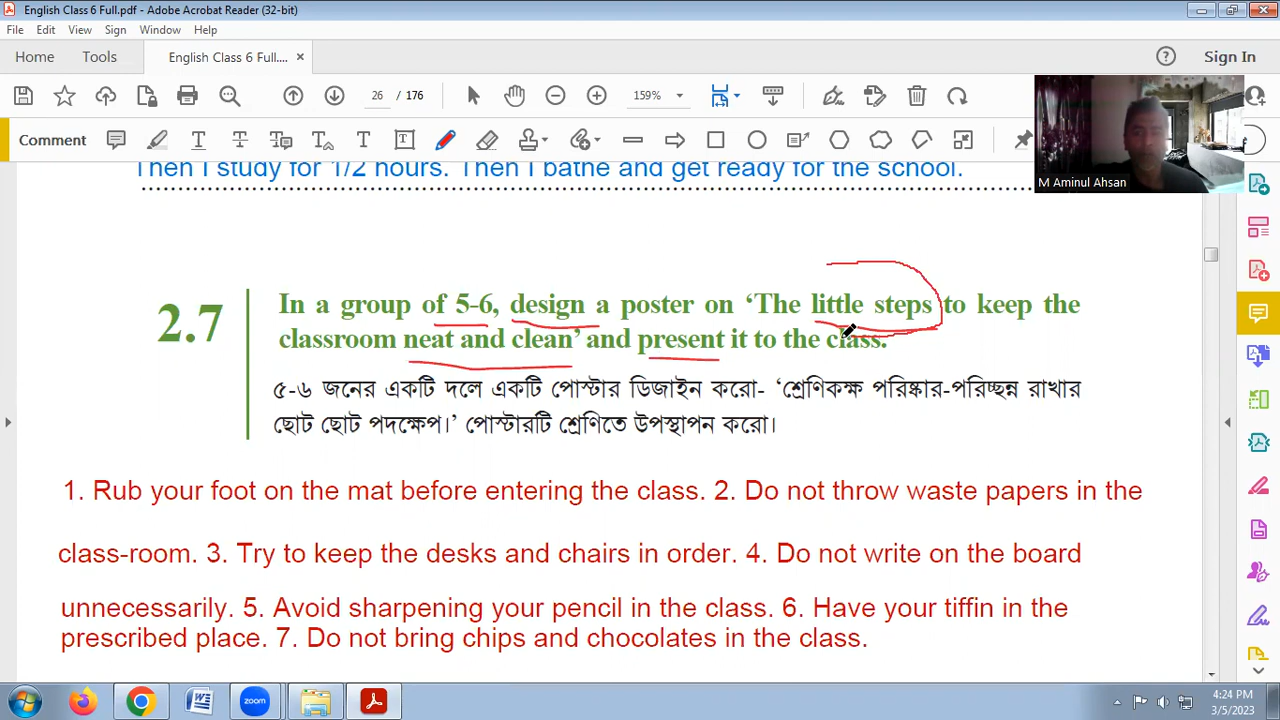 English Class 6 Full.pdf - Adobe Acrobat Reader (32-bit)
File Edit View Sign Window Help
Home Tools English Class 6 Full.... × Sign In
26 / 176 159%
Comment
M Aminul Ahsan
Then I study for 1/2 hours. Then I bathe and get ready for the school.
2.7 In a group of 5-6, design a poster on ‘The little steps to keep the
classroom neat and clean’ and present it to the class.
৫-৬ জনের একটি দলে একটি পোস্টার ডিজাইন করো- ‘শ্রেণিকক্ষ পরিষ্কার-পরিচ্ছন্ন রাখার
ছোট ছোট পদক্ষেপ।’ পোস্টারটি শ্রেণিতে উপস্থাপন করো।
1. Rub your foot on the mat before entering the class. 2. Do not throw waste papers in the
class-room. 3. Try to keep the desks and chairs in order. 4. Do not write on the board
unnecessarily. 5. Avoid sharpening your pencil in the class. 6. Have your tiffin in the
prescribed place. 7. Do not bring chips and chocolates in the class.
zoom
4:24 PM
3/5/2023